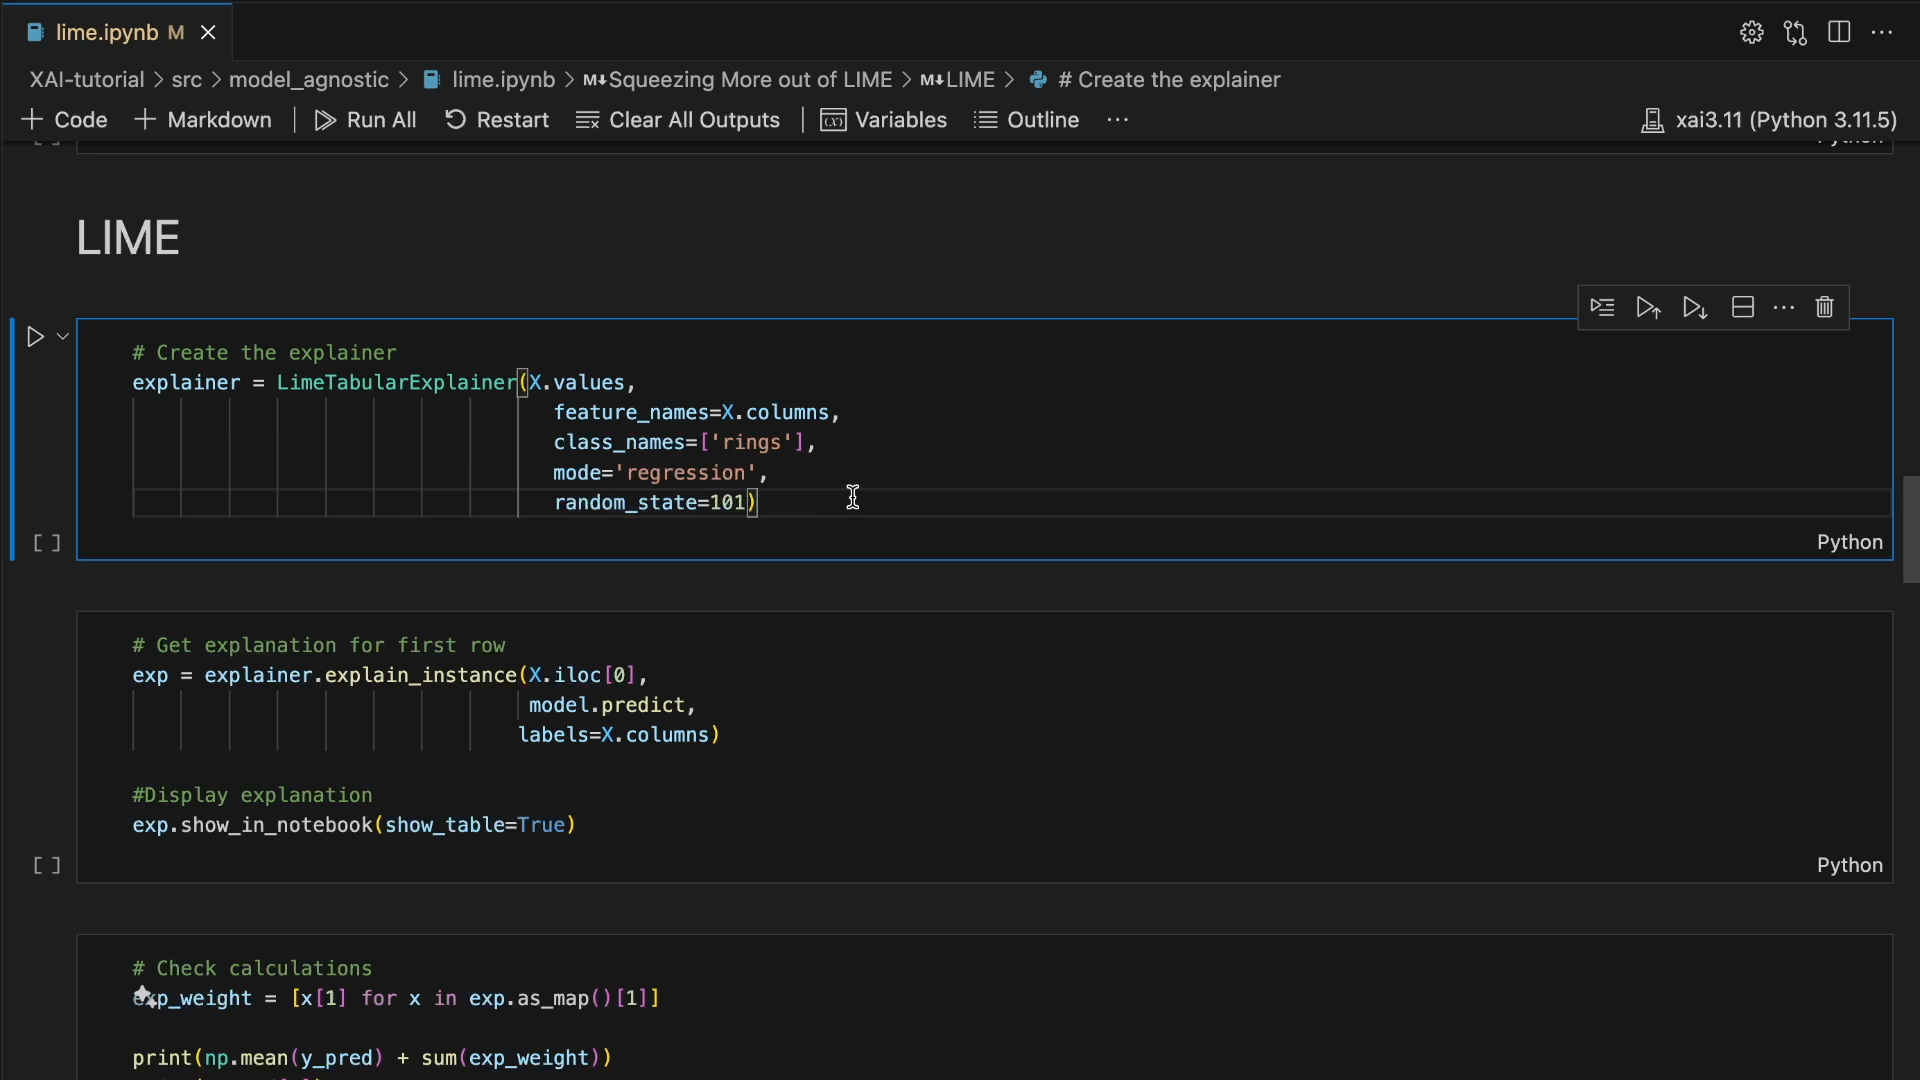 lime.ipynb M
XAI-tutorial > src > model_agnostic > lime.ipynb > M↓Squeezing More out of LIME > M↓LIME > # Create the explainer
+ Code + Markdown Run All Restart Clear All Outputs Variables Outline ··· xai3.11 (Python 3.11.5)
LIME
# Create the explainer
explainer = LimeTabularExplainer(X.values,
feature_names=X.columns,
class_names=['rings'],
mode='regression',
random_state=101)
[ ] Python
# Get explanation for first row
exp = explainer.explain_instance(X.iloc[0],
model.predict,
labels=X.columns)
#Display explanation
exp.show_in_notebook(show_table=True)
[ ] Python
# Check calculations
exp_weight = [x[1] for x in exp.as_map()[1]]
print(np.mean(y_pred) + sum(exp_weight))